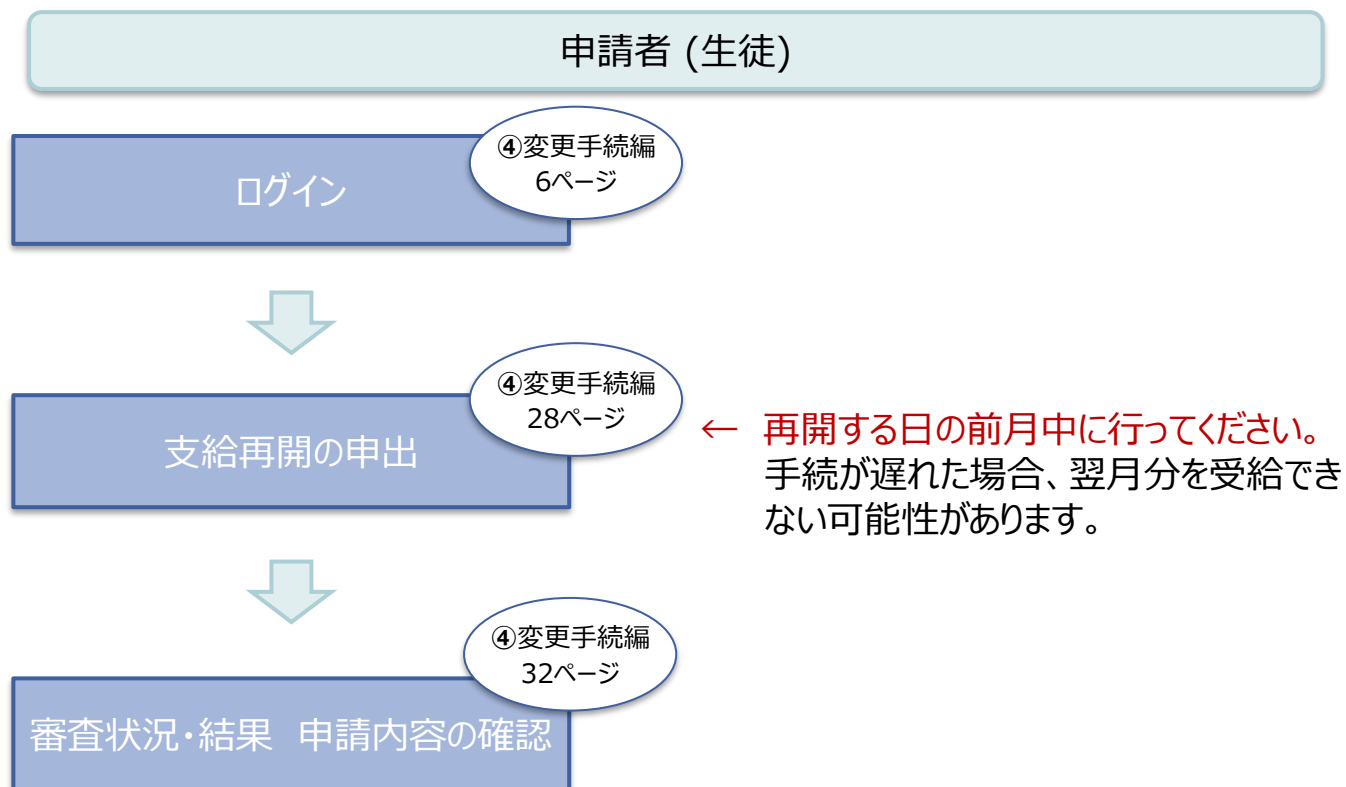 申請者 (生徒)
④変更手続編
6ページ
ログイン
④変更手続編
28ページ
支給再開の申出
← 再開する日の前月中に行ってください。
手続が遅れた場合、翌月分を受給でき
ない可能性があります。
④変更手続編
32ページ
審査状況・結果　申請内容の確認